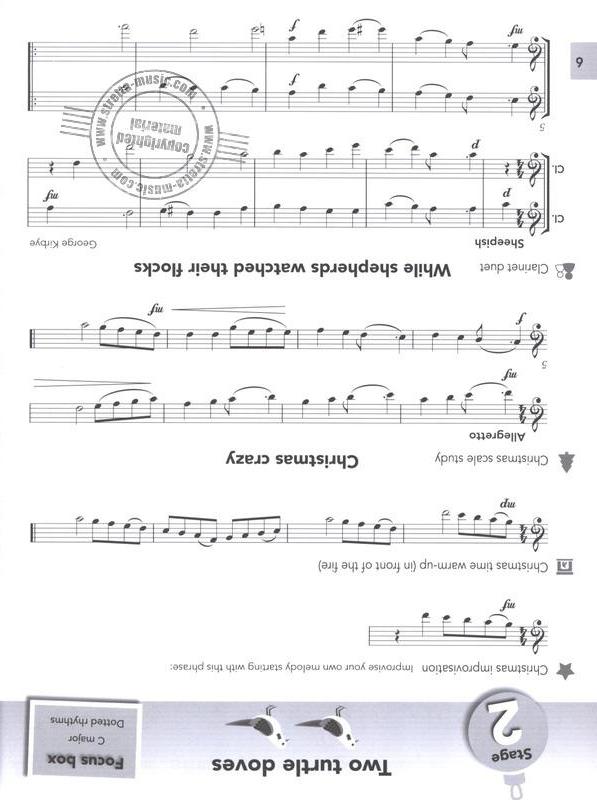 Stage
2
Two turtle doves
Focus box
C major
Dotted rhythms
Christmas improvisation Improvise your own melody starting with this phrase:
mf
Christmas time warm-up (in front of the fire)
mp
Christmas scale study
Christmas crazy
Allegretto
mf
5
f
mf
Clarinet duet
While shepherds watched their flocks
Sheepish
George Kirbye
Cl.
p
mf
Cl.
p
mf
5
mf
f
www.stretta-music.com
copyrighted
material
www.stretta-music.com
9